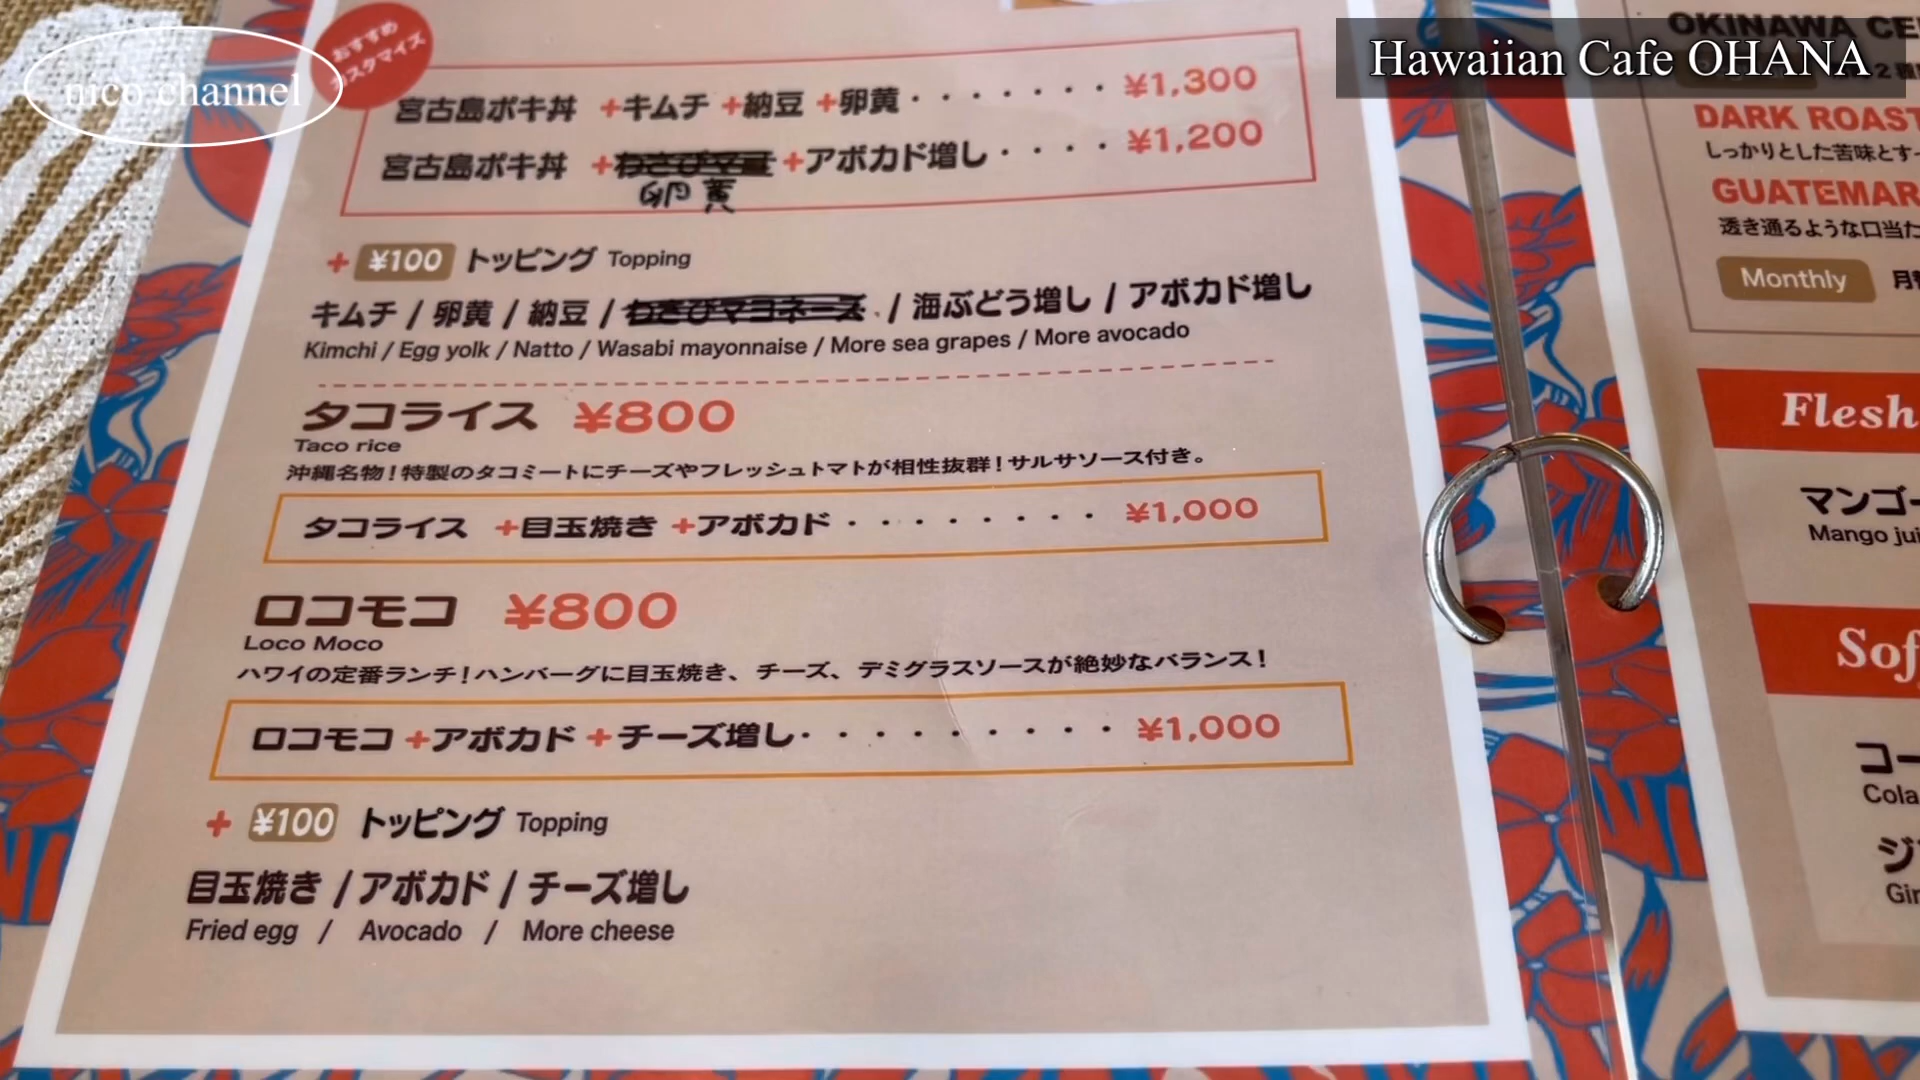 nico channel
Hawaiian Cafe OHANA
おすすめ
カスタマイズ
宮古島ポキ丼 +キムチ +納豆 +卵黄 ・・・・・・・ ¥1,300
宮古島ポキ丼 +わさびマヨ +アボカド増し ・・・・ ¥1,200
卵黄
+ ¥100 トッピング Topping
キムチ / 卵黄 / 納豆 / わさびマヨネーズ / 海ぶどう増し / アボカド増し
Kimchi / Egg yolk / Natto / Wasabi mayonnaise / More sea grapes / More avocado
タコライス ¥800
Taco rice
沖縄名物！特製のタコミートにチーズやフレッシュトマトが相性抜群！サルサソース付き。
タコライス +目玉焼き +アボカド ・・・・・・・・ ¥1,000
ロコモコ ¥800
Loco Moco
ハワイの定番ランチ！ハンバーグに目玉焼き、チーズ、デミグラスソースが絶妙なバランス！
ロコモコ +アボカド +チーズ増し ・・・・・・・・・・ ¥1,000
+ ¥100 トッピング Topping
目玉焼き / アボカド / チーズ増し
Fried egg / Avocado / More cheese
OKINAWA CE
DARK ROAST
しっかりとした苦味とす
GUATEMAR
透き通るような口当た
Monthly 月
Flesh
マンゴー
Mango jui
Sof
コー
Cola
ジ
Gin